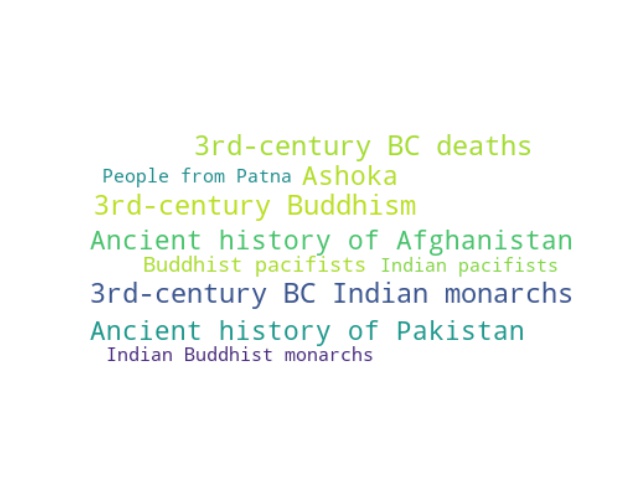 3rd-century BC deaths
People from Patna Ashoka
3rd-century Buddhism
Ancient history of Afghanistan
Buddhist pacifists Indian pacifists
3rd-century BC Indian monarchs
Ancient history of Pakistan
Indian Buddhist monarchs